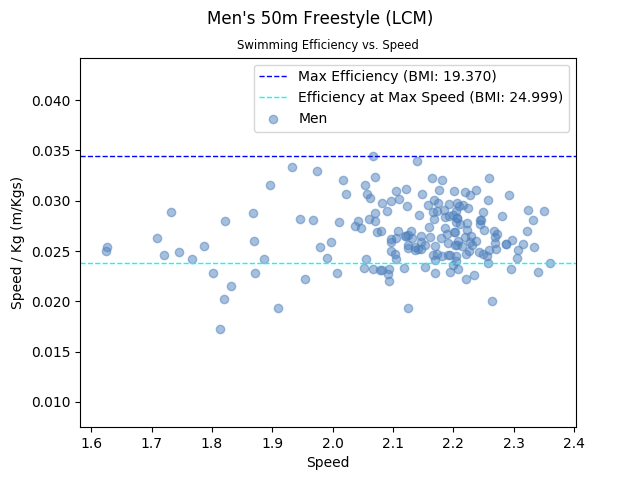 Men's 50m Freestyle (LCM)
Swimming Efficiency vs. Speed
Max Efficiency (BMI: 19.370)
Efficiency at Max Speed (BMI: 24.999)
Men
Speed / Kg (m/Kgs)
0.040
0.035
0.030
0.025
0.020
0.015
0.010
1.6 1.7 1.8 1.9 2.0 2.1 2.2 2.3 2.4
Speed